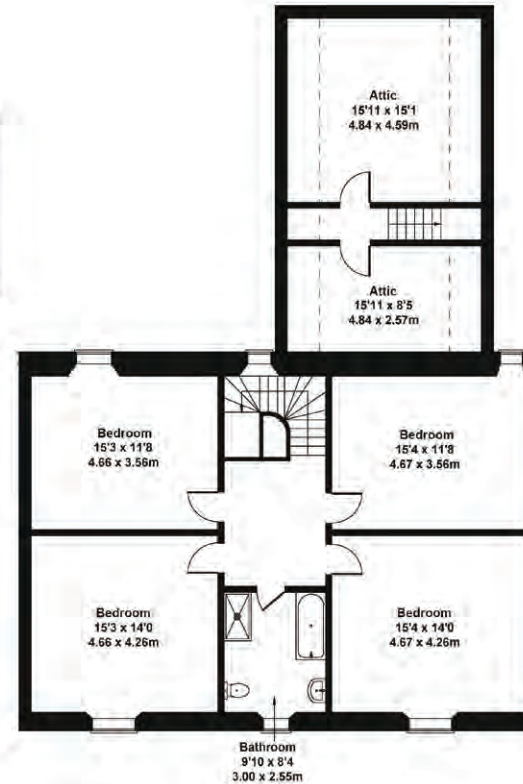 Attic
15'11 x 15'1
4.84 x 4.59m
Attic
15'11 x 8'5
4.84 x 2.57m
Bedroom
15'3 x 11'8
4.66 x 3.56m
Bedroom
15'4 x 11'8
4.67 x 3.56m
Bedroom
15'3 x 14'0
4.66 x 4.26m
Bedroom
15'4 x 14'0
4.67 x 4.26m
Bathroom
9'10 x 8'4
3.00 x 2.55m